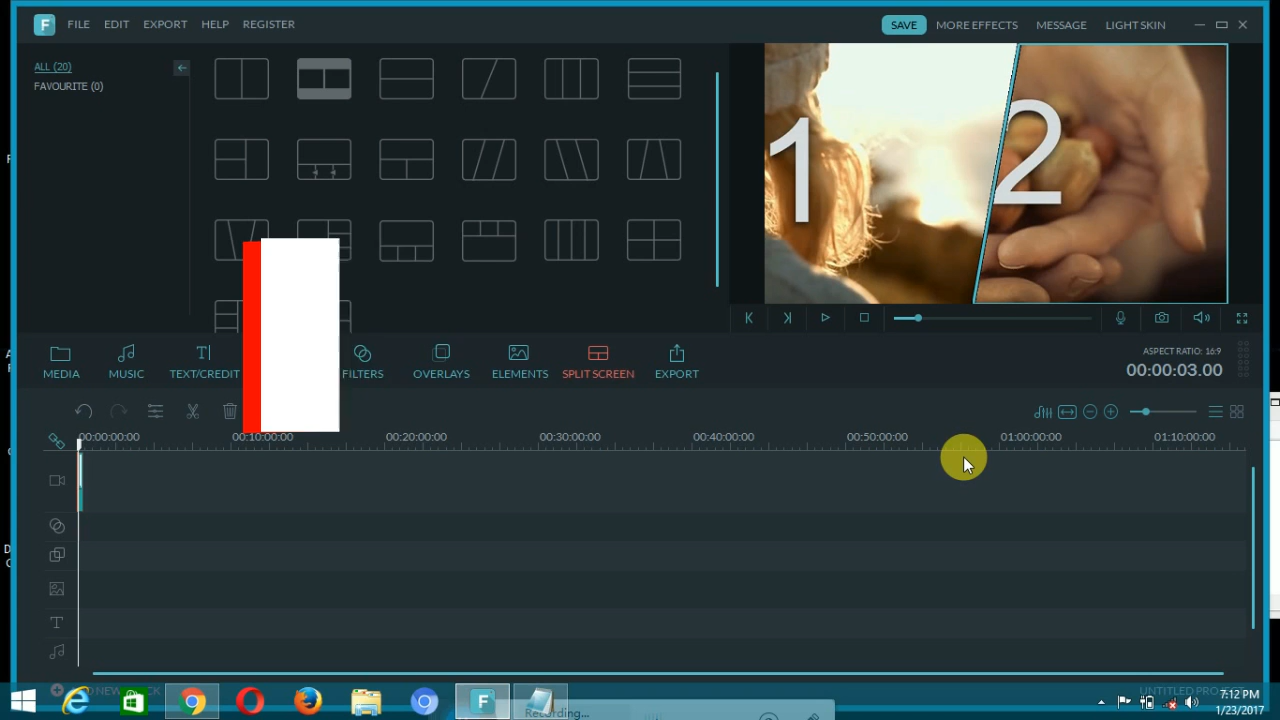 F FILE EDIT EXPORT HELP REGISTER SAVE MORE EFFECTS MESSAGE LIGHT SKIN
ALL (20)
FAVOURITE (0)
1 2
MEDIA MUSIC TEXT/CREDIT FILTERS OVERLAYS ELEMENTS SPLIT SCREEN EXPORT
ASPECT RATIO: 16:9
00:00:03.00
00:00:00:00 00:10:00:00 00:20:00:00 00:30:00:00 00:40:00:00 00:50:00:00 01:00:00:00 01:10:00:00
T
UNTITLED PRO
7:12 PM
Recording...
1/23/2017